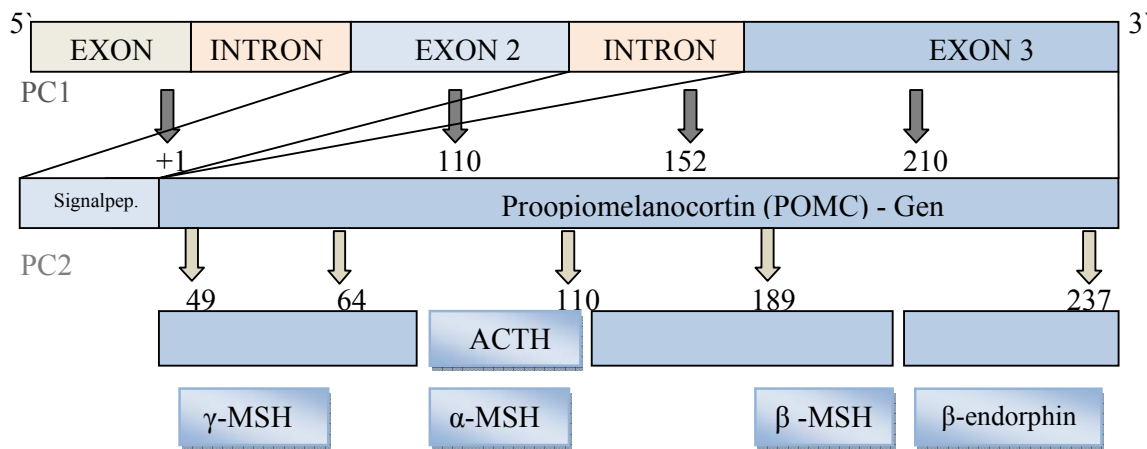 5` 3`
EXON INTRON EXON 2 INTRON EXON 3
PC1
+1 110 152 210
Signalpep. Proopiomelanocortin (POMC) - Gen
PC2
49 64 110 189 237
ACTH
γ-MSH α-MSH β -MSH β-endorphin